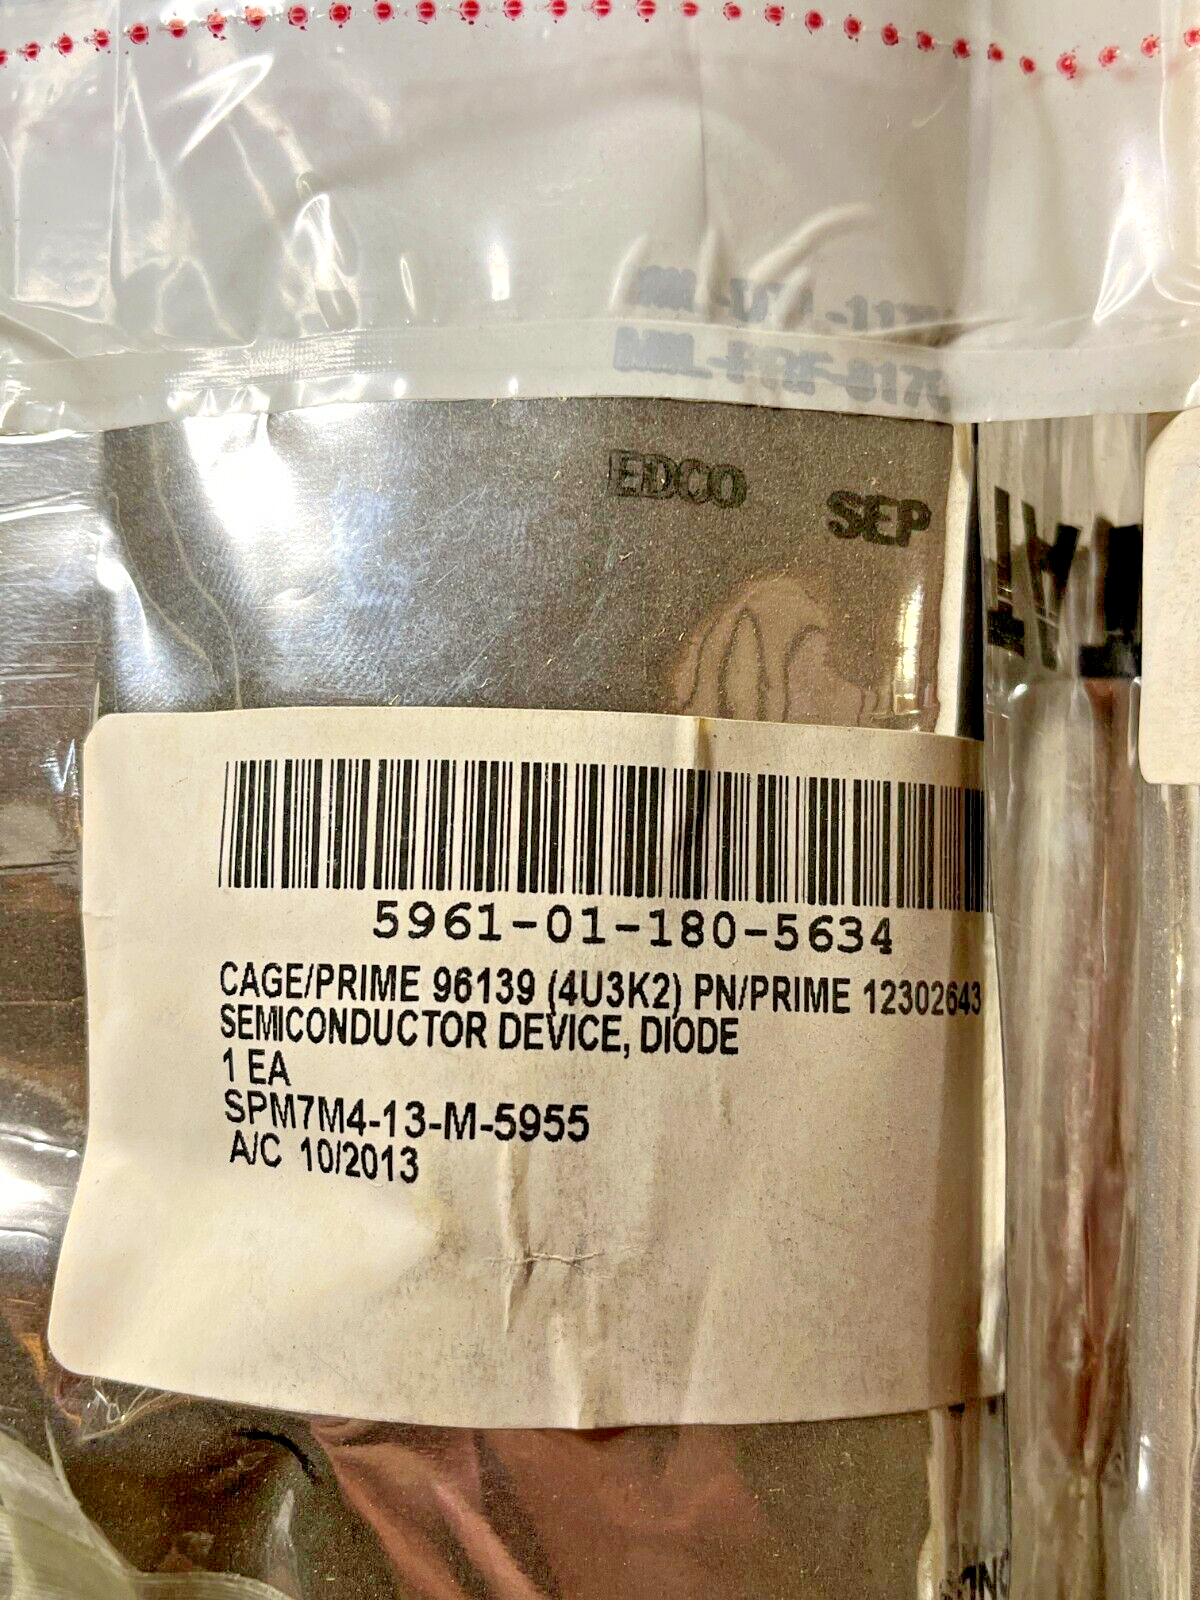 EDCO SEP
5961-01-180-5634
CAGE/PRIME 96139 (4U3K2) PN/PRIME 12302643
SEMICONDUCTOR DEVICE, DIODE
1 EA
SPM7M4-13-M-5955
A/C 10/2013